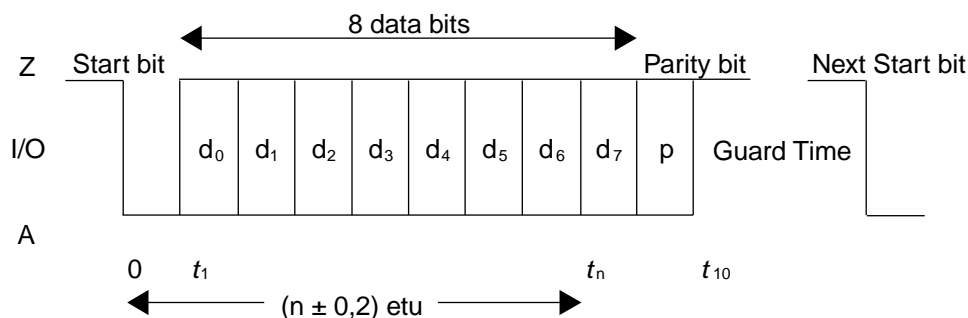 8 data bits
Z Start bit Parity bit Next Start bit
I/O d0 d1 d2 d3 d4 d5 d6 d7 p Guard Time
A
0 t1 tn t10
(n ± 0,2) etu